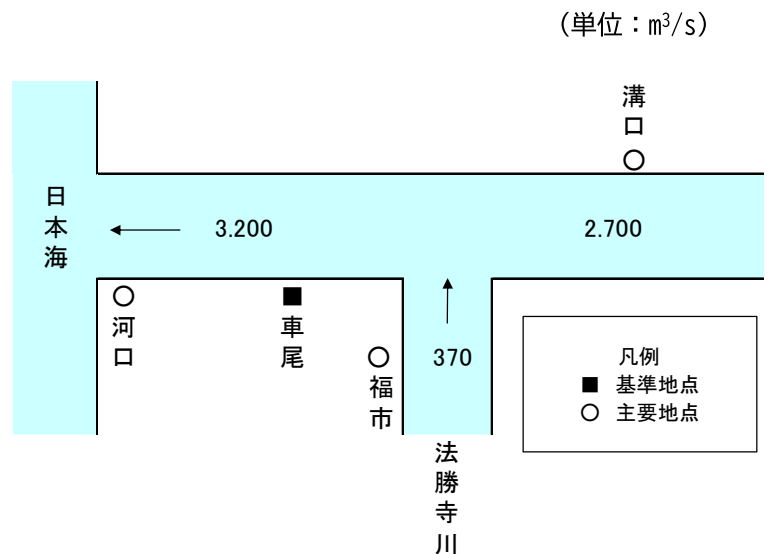 （単位：m³/s）
溝口
日本海
3.200
2.700
河口
車尾
福市
370
法勝寺川
凡例
■ 基準地点
○ 主要地点